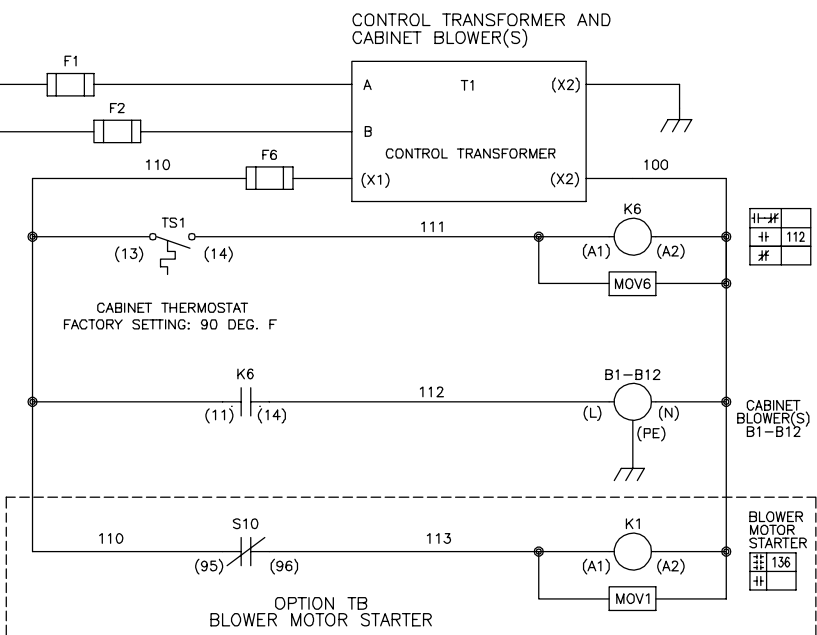 CONTROL TRANSFORMER AND
CABINET BLOWER(S)
F1
A T1 (X2)
F2
B
CONTROL TRANSFORMER
110 F6 (X1) (X2) 100
TS1 111 K6
(13) (14) (A1) (A2)
112
MOV6
CABINET THERMOSTAT
FACTORY SETTING: 90 DEG. F
K6 112 B1-B12
(11) (14) (L) (N)
(PE)
CABINET
BLOWER(S)
B1-B12
110 S10 113 K1
(95) (96) (A1) (A2)
BLOWER
MOTOR
STARTER
136
MOV1
OPTION TB
BLOWER MOTOR STARTER